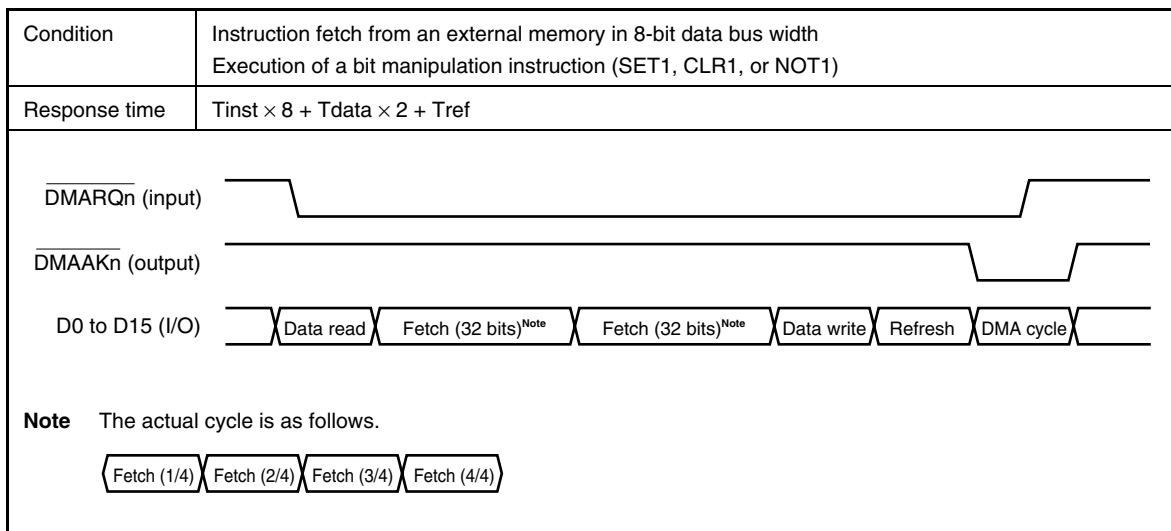 Condition
Instruction fetch from an external memory in 8-bit data bus width
Execution of a bit manipulation instruction (SET1, CLR1, or NOT1)
Response time
Tinst × 8 + Tdata × 2 + Tref
DMARQn (input)
DMAAKn (output)
D0 to D15 (I/O)
Data read
Fetch (32 bits)Note
Fetch (32 bits)Note
Data write
Refresh
DMA cycle
Note The actual cycle is as follows.
Fetch (1/4) Fetch (2/4) Fetch (3/4) Fetch (4/4)